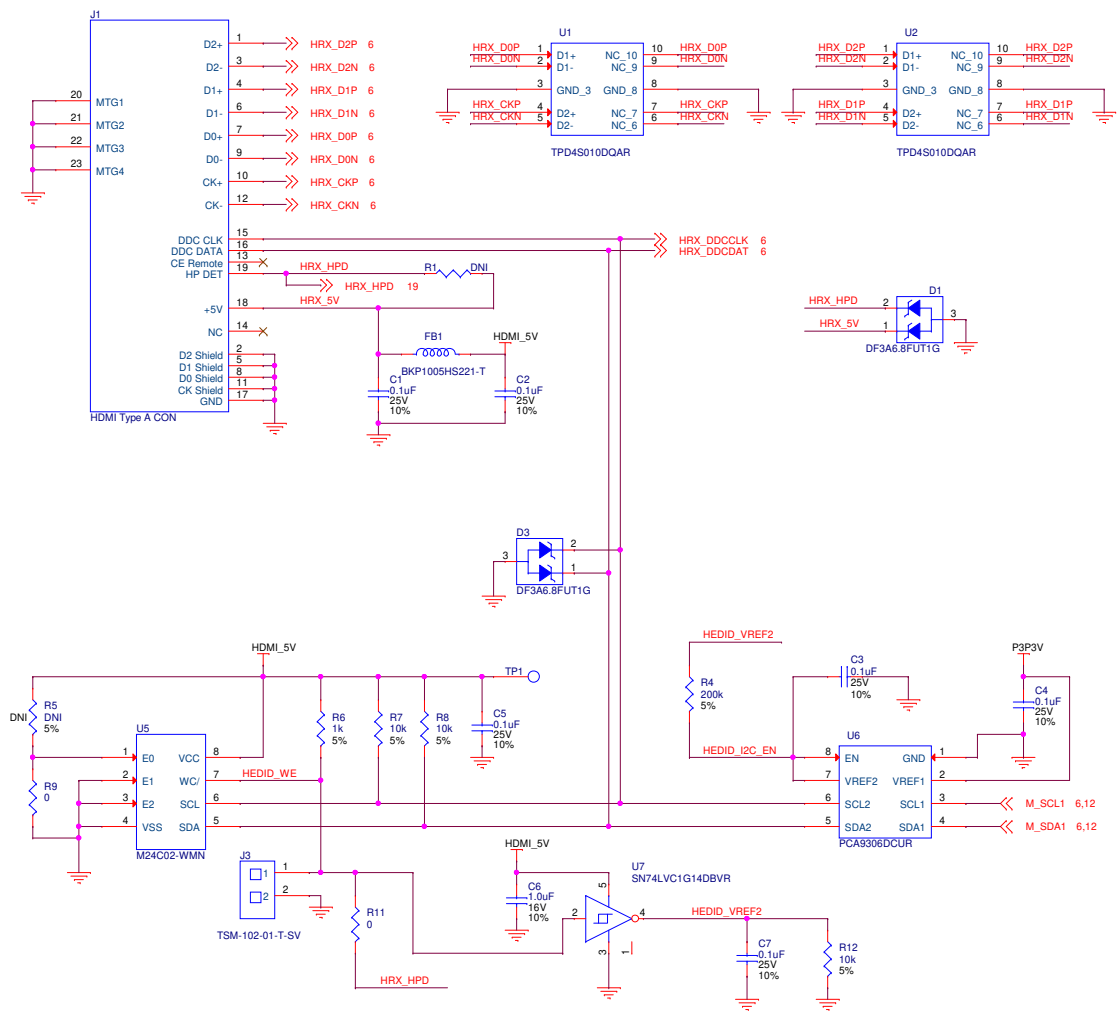 J1
HDMI Type A CON
20 MTG1
21 MTG2
22 MTG3
23 MTG4
D2+ 1 HRX_D2P 6
D2- 3 HRX_D2N 6
D1+ 4 HRX_D1P 6
D1- 6 HRX_D1N 6
D0+ 7 HRX_D0P 6
D0- 9 HRX_D0N 6
CK+ 10 HRX_CKP 6
CK- 12 HRX_CKN 6
DDC CLK 15 HRX_DDCCLK 6
DDC DATA 16 HRX_DDCDAT 6
CE Remote 13
HP DET 19 HRX_HPD R1 DNI
HRX_HPD 19
+5V 18 HRX_5V
NC 14
D2 Shield 2
D1 Shield 5
D0 Shield 8
CK Shield 11
GND 17
FB1
BKP1005HS221-T
HDMI_5V
C1
0.1uF
25V
10%
C2
0.1uF
25V
10%
U1
HRX_D0P 1 D1+ NC_10 10 HRX_D0P
HRX_D0N 2 D1- NC_9 9 HRX_D0N
3 GND_3 GND_8 8
HRX_CKP 4 D2+ NC_7 7 HRX_CKP
HRX_CKN 5 D2- NC_6 6 HRX_CKN
TPD4S010DQAR
U2
HRX_D2P 1 D1+ NC_10 10 HRX_D2P
HRX_D2N 2 D1- NC_9 9 HRX_D2N
3 GND_3 GND_8 8
HRX_D1P 4 D2+ NC_7 7 HRX_D1P
HRX_D1N 5 D2- NC_6 6 HRX_D1N
TPD4S010DQAR
D1
HRX_HPD 2
3
HRX_5V 1
DF3A6.8FUT1G
D3
2
3
1
DF3A6.8FUT1G
HDMI_5V
TP1
DNI
R5
DNI
5%
R9
0
R6
1k
5%
R7
10k
5%
R8
10k
5%
C5
0.1uF
25V
10%
U5
1 E0 VCC 8
2 E1 WC/ 7 HEDID_WE
3 E2 SCL 6
4 VSS SDA 5
M24C02-WMN
HEDID_VREF2
R4
200k
5%
HEDID_I2C_EN
C3
0.1uF
25V
10%
P3P3V
C4
0.1uF
25V
10%
U6
8 EN GND 1
7 VREF2 VREF1 2
6 SCL2 SCL1 3 M_SCL1 6,12
5 SDA2 SDA1 4 M_SDA1 6,12
PCA9306DCUR
J3
1 1
2 2
TSM-102-01-T-SV
R11
0
HRX_HPD
HDMI_5V
C6
1.0uF
16V
10%
U7
SN74LVC1G14DBVR
5
2 4
3 1
HEDID_VREF2
C7
0.1uF
25V
10%
R12
10k
5%